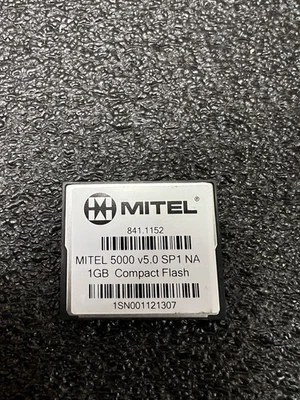 MITEL
841.1152
MITEL 5000 v5.0 SP1 NA
1GB Compact Flash
1SN001121307